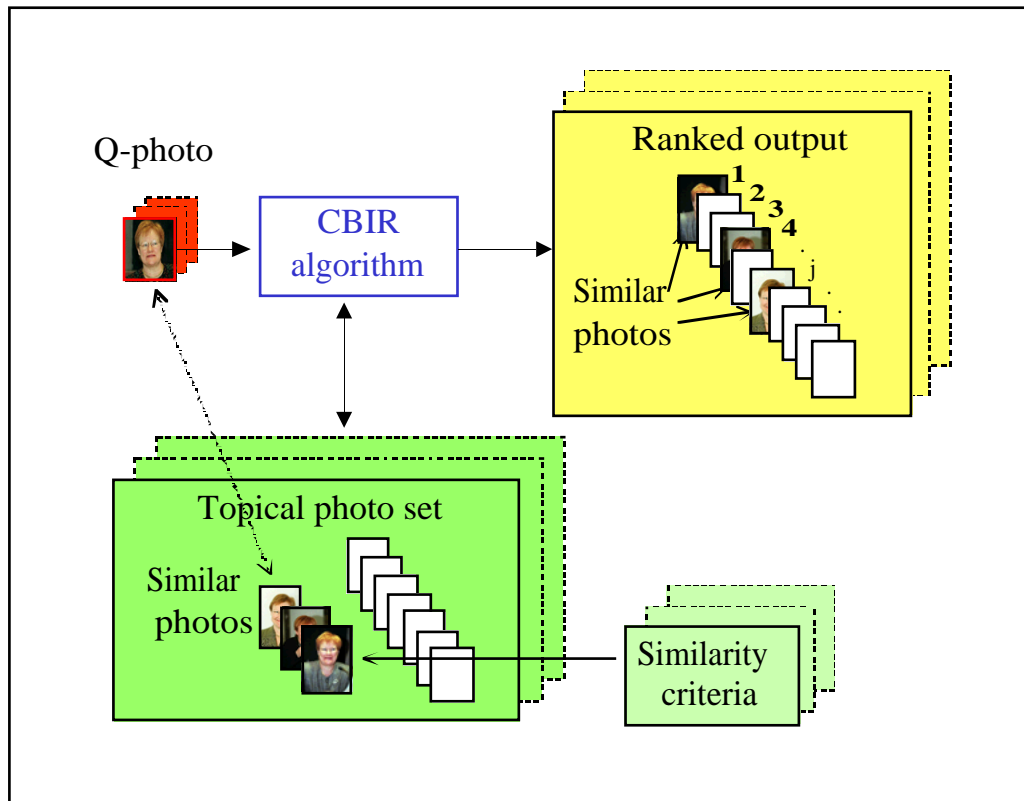 Q-photo
CBIR
algorithm
Ranked output
1
2
3
4
.
j
.
.
Similar
photos
Topical photo set
Similar
photos
Similarity
criteria